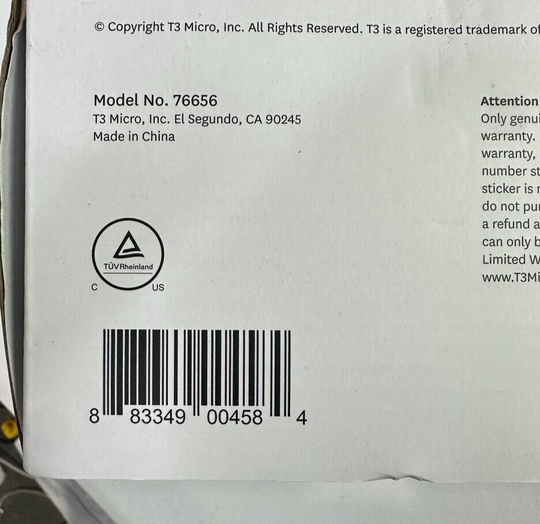 © Copyright T3 Micro, Inc. All Rights Reserved. T3 is a registered trademark of
Model No. 76656
T3 Micro, Inc. El Segundo, CA 90245
Made in China
Attention
Only genui
warranty.
warranty,
number st
sticker is r
do not pur
a refund a
can only b
Limited W
www.T3Mi
TÜVRheinland
C US
8 83349 00458 4